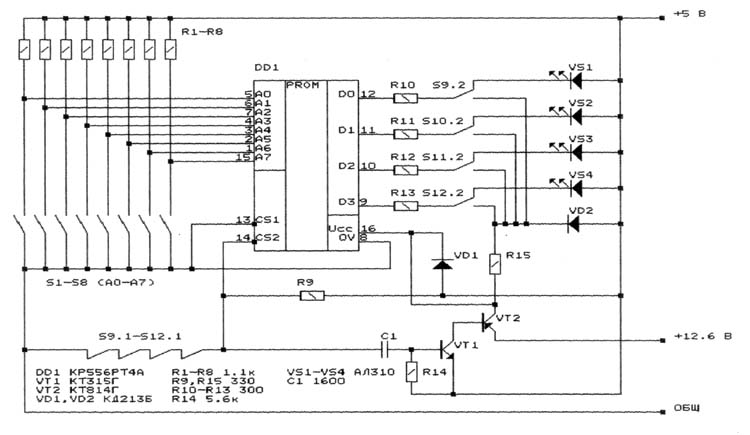 +5 В
R1-R8
DD1
PROM
5 A0
6 A1
7 A2
4 A3
3 A4
2 A5
1 A6
15 A7
13 CS1
14 CS2
D0 12
D1 11
D2 10
D3 9
Ucc 16
0V 8
R10 S9.2
R11 S10.2
R12 S11.2
R13 S12.2
VS1
VS2
VS3
VS4
VD2
VD1
R15
S1-S8 (A0-A7)
R9
VT2
+12.6 В
S9.1-S12.1
C1
VT1
R14
DD1 КР556РТ4А R1-R8 1.1к VS1-VS4 АЛ310
VT1 КТ315Г R9,R15 330 C1 1600
VT2 КТ814Г R10-R13 300
VD1,VD2 КД213Б R14 5.6к
ОБЩ